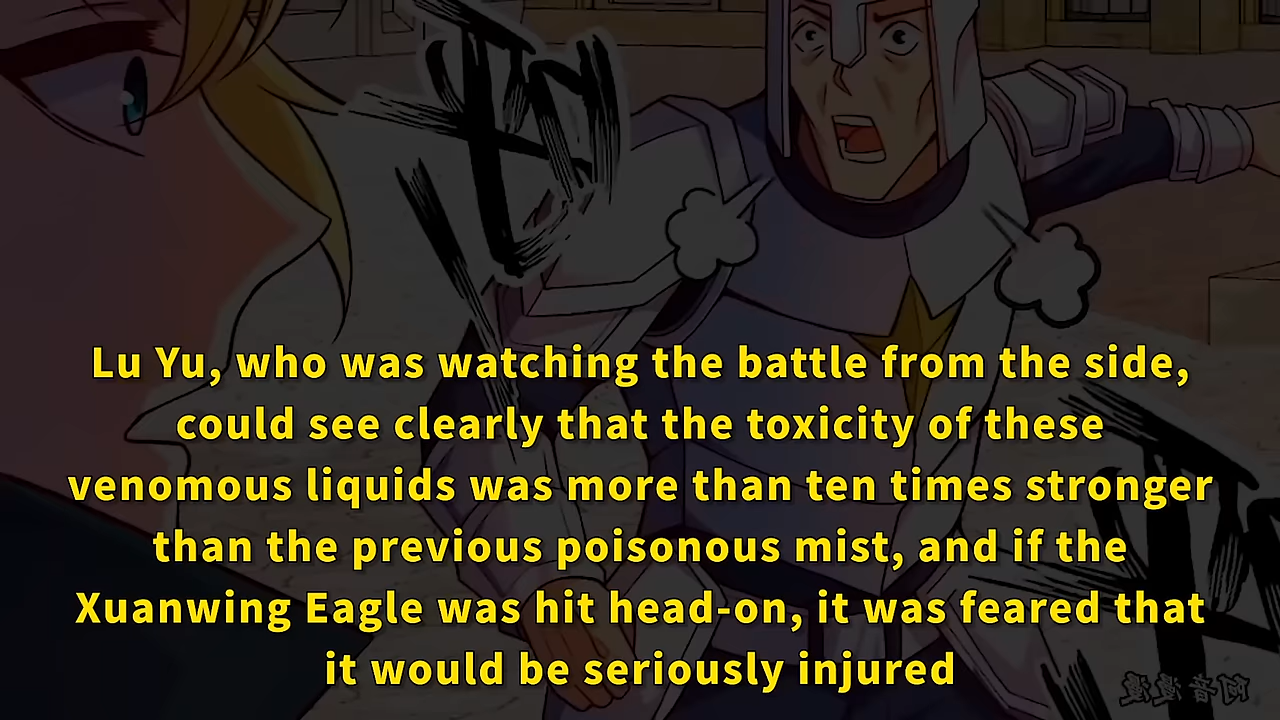 Lu Yu, who was watching the battle from the side,
could see clearly that the toxicity of these
venomous liquids was more than ten times stronger
than the previous poisonous mist, and if the
Xuanwing Eagle was hit head-on, it was feared that
it would be seriously injured